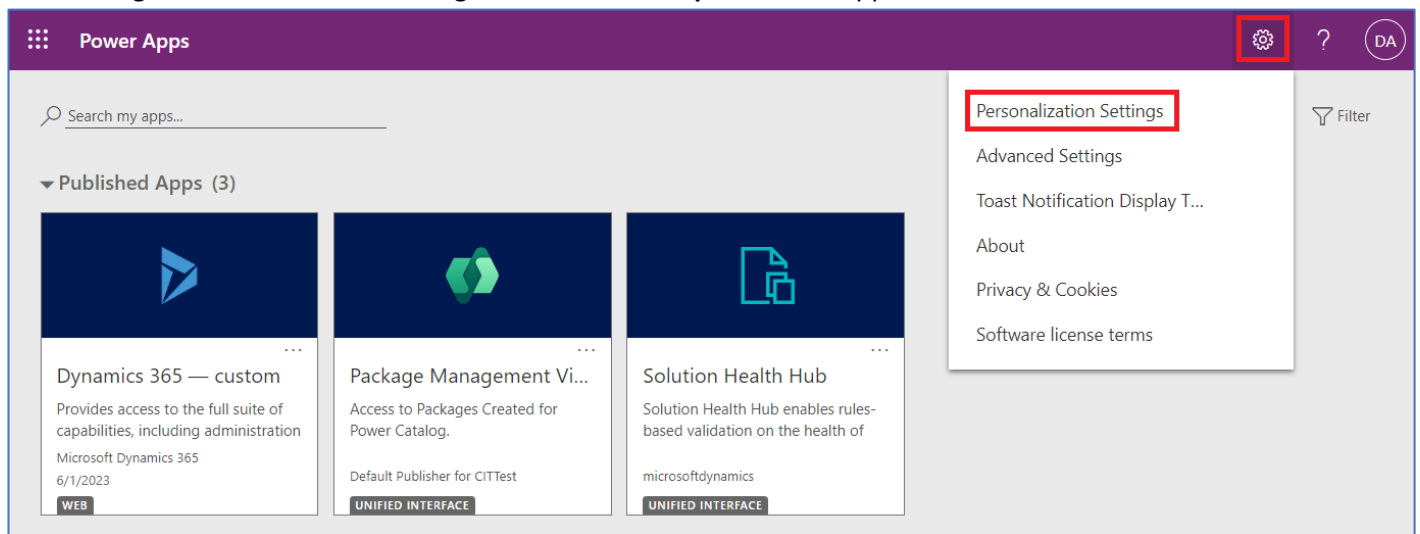 Power Apps
?
DA
Search my apps...
Filter
Personalization Settings
Advanced Settings
Toast Notification Display T...
About
Privacy & Cookies
Software license terms
Published Apps (3)
...
Dynamics 365 — custom
Provides access to the full suite of
capabilities, including administration
Microsoft Dynamics 365
6/1/2023
WEB
...
Package Management Vi...
Access to Packages Created for
Power Catalog.
Default Publisher for CITTest
UNIFIED INTERFACE
...
Solution Health Hub
Solution Health Hub enables rules-
based validation on the health of
microsoftdynamics
UNIFIED INTERFACE